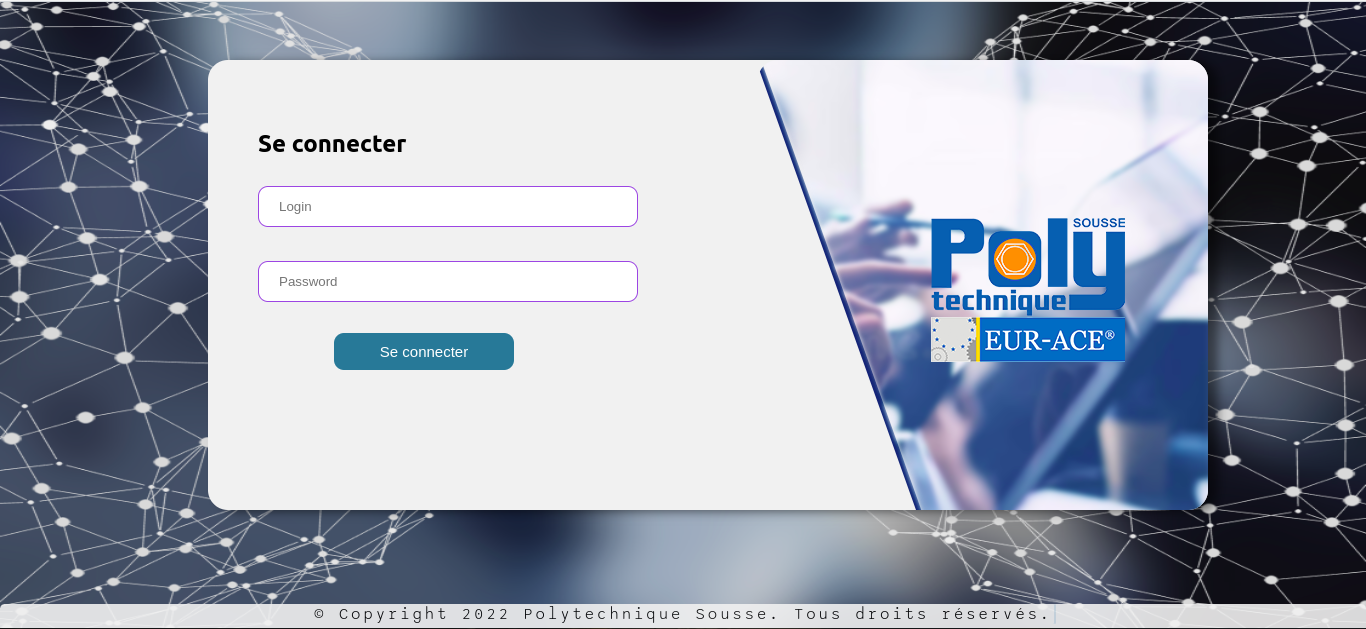 Se connecter
Login
Password
Se connecter
SOUSSE
Poly
technique
EUR-ACE®
© Copyright 2022 Polytechnique Sousse. Tous droits réservés.